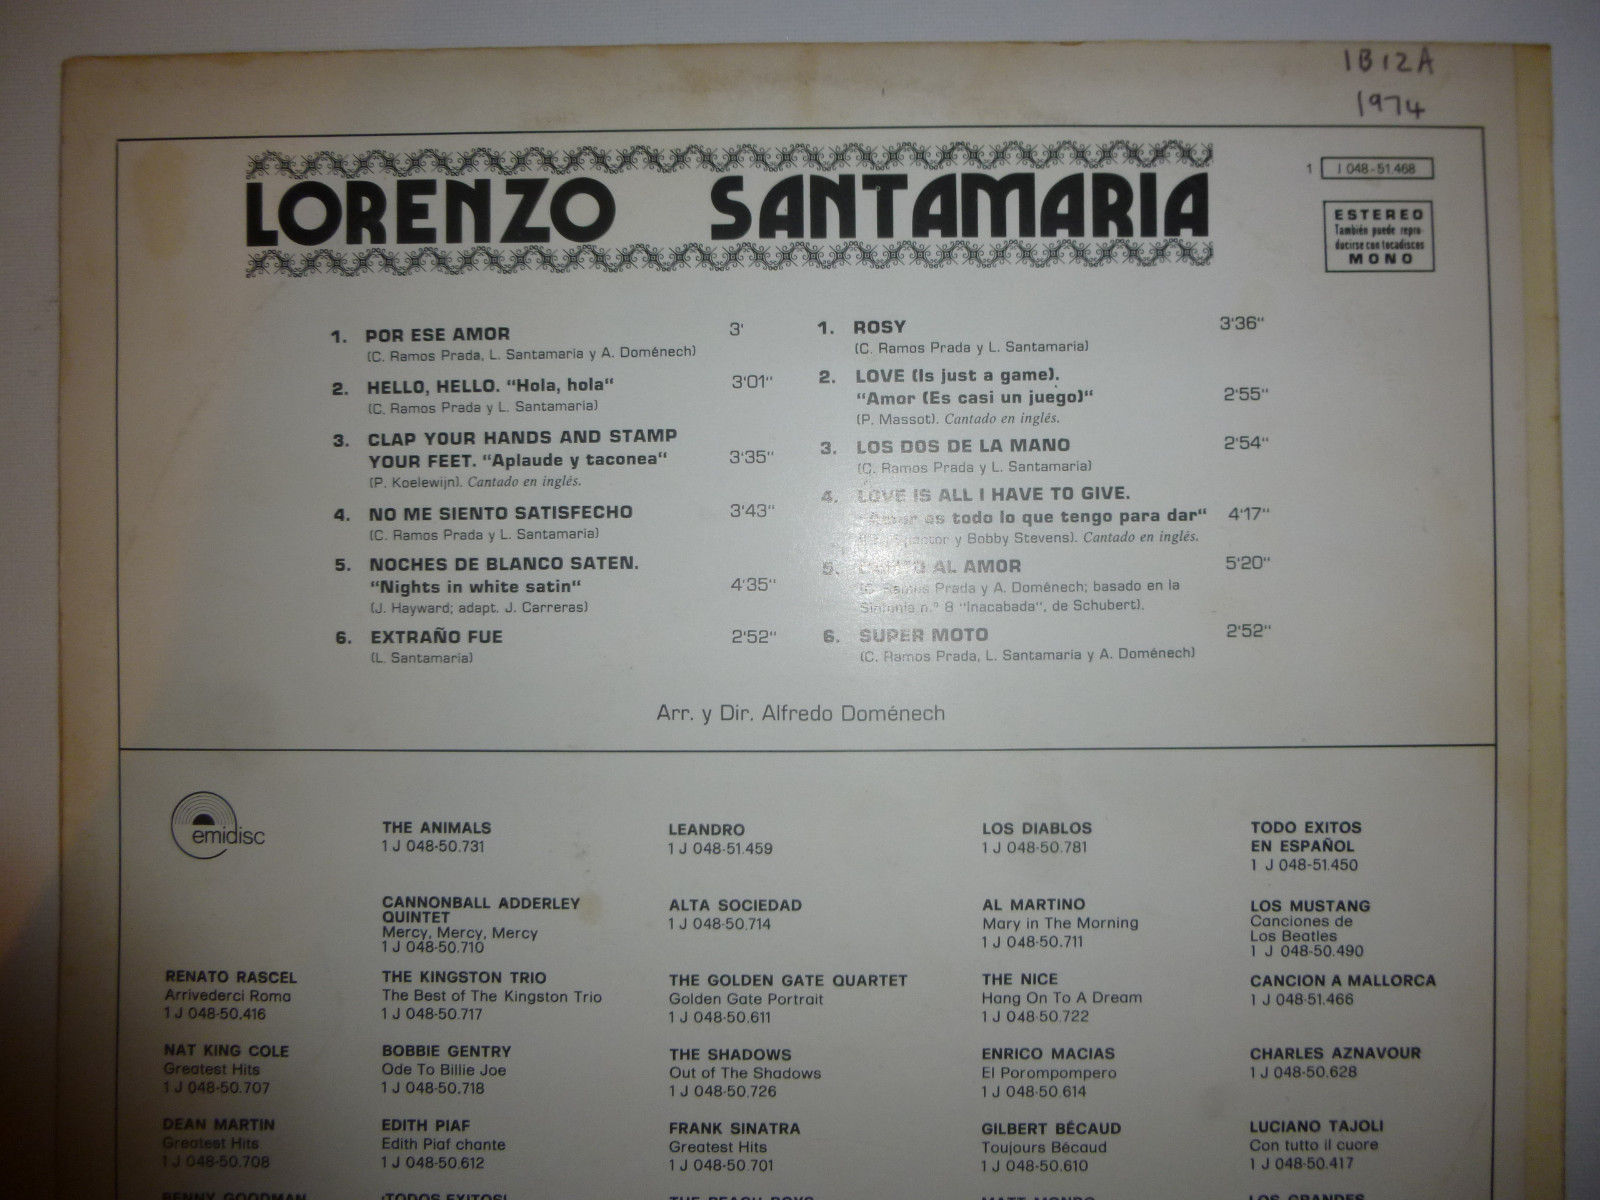 IBIZA
1974
LORENZO SANTAMARIA
1 J 048-51.468
ESTEREO
También puede repro-
ducirse con tocadiscos
MONO
1. POR ESE AMOR 3'
(C. Ramos Prada, L. Santamaria y A. Doménech)
2. HELLO, HELLO. "Hola, hola" 3'01"
(C. Ramos Prada y L. Santamaria)
3. CLAP YOUR HANDS AND STAMP
YOUR FEET. "Aplaude y taconea" 3'35"
(P. Koelewijn). Cantado en inglés.
4. NO ME SIENTO SATISFECHO 3'43"
(C. Ramos Prada y L. Santamaria)
5. NOCHES DE BLANCO SATEN.
"Nights in white satin" 4'35"
(J. Hayward; adapt. J. Carreras)
6. EXTRAÑO FUE 2'52"
(L. Santamaria)
1. ROSY 3'36"
(C. Ramos Prada y L. Santamaria)
2. LOVE (Is just a game).
"Amor (Es casi un juego)" 2'55"
(P. Massot). Cantado en inglés.
3. LOS DOS DE LA MANO 2'54"
(C. Ramos Prada y L. Santamaria)
4. LOVE IS ALL I HAVE TO GIVE.
"Amor es todo lo que tengo para dar" 4'17"
y Bobby Stevens). Cantado en inglés.
5. AL AMOR 5'20"
(C. Ramos Prada y A. Doménech; basado en la
Sinfonía n.º 8 "Inacabada", de Schubert).
6. SUPER MOTO 2'52"
(C. Ramos Prada, L. Santamaria y A. Doménech)
Arr. y Dir. Alfredo Doménech
emidisc
THE ANIMALS
1 J 048-50.731
LEANDRO
1 J 048-51.459
LOS DIABLOS
1 J 048-50.781
TODO EXITOS
EN ESPAÑOL
1 J 048-51.450
CANNONBALL ADDERLEY
QUINTET
Mercy, Mercy, Mercy
1 J 048-50.710
ALTA SOCIEDAD
1 J 048-50.714
AL MARTINO
Mary in The Morning
1 J 048-50.711
LOS MUSTANG
Canciones de
Los Beatles
1 J 048-50.490
RENATO RASCEL
Arrivederci Roma
1 J 048-50.416
THE KINGSTON TRIO
The Best of The Kingston Trio
1 J 048-50.717
THE GOLDEN GATE QUARTET
Golden Gate Portrait
1 J 048-50.611
THE NICE
Hang On To A Dream
1 J 048-50.722
CANCION A MALLORCA
1 J 048-51.466
NAT KING COLE
Greatest Hits
1 J 048-50.707
BOBBIE GENTRY
Ode To Billie Joe
1 J 048-50.718
THE SHADOWS
Out of The Shadows
1 J 048-50.726
ENRICO MACIAS
El Porompompero
1 J 048-50.614
CHARLES AZNAVOUR
1 J 048-50.628
DEAN MARTIN
Greatest Hits
1 J 048-50.708
EDITH PIAF
Edith Piaf chante
1 J 048-50.612
FRANK SINATRA
Greatest Hits
1 J 048-50.701
GILBERT BÉCAUD
Toujours Bécaud
1 J 048-50.610
LUCIANO TAJOLI
Con tutto il cuore
1 J 048-50.417
BENNY GOODMAN
¡TODOS EXITOS!
THE BEACH BOYS
MATT MONRO
LOS GRANDES